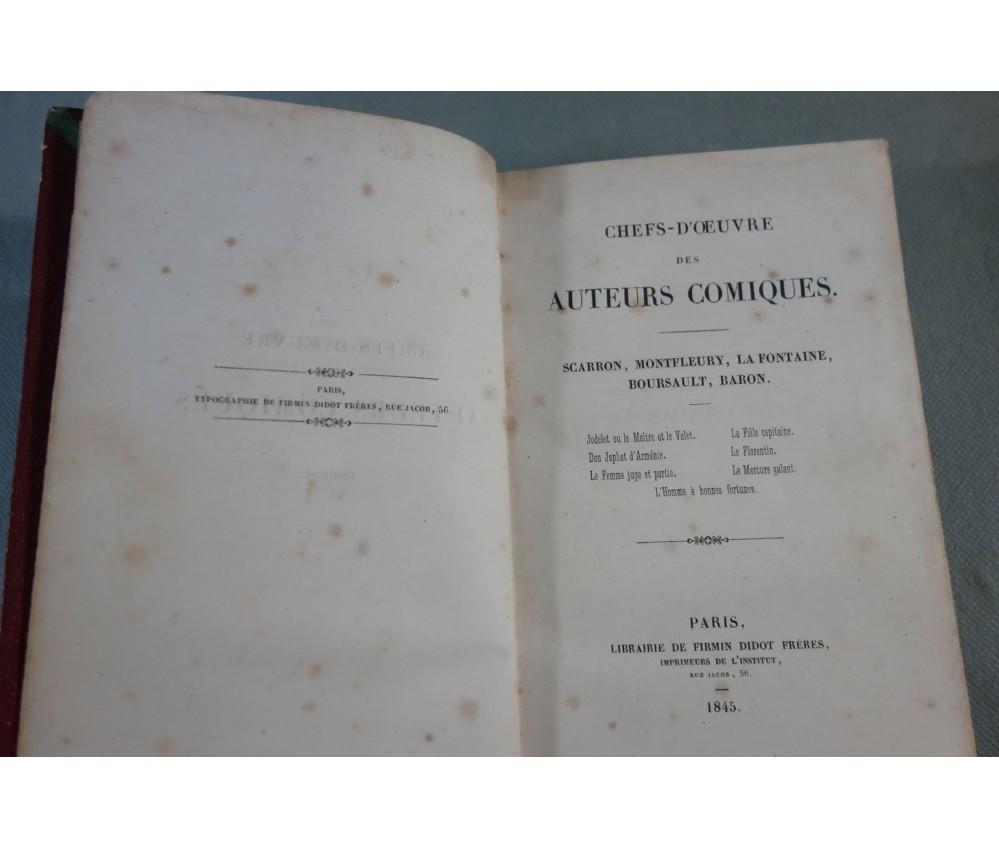 PARIS,
TYPOGRAPHIE DE FIRMIN DIDOT FRÈRES, RUE JACOB, 56
CHEFS-D'ŒUVRE
DES
AUTEURS COMIQUES.
SCARRON, MONTFLEURY, LA FONTAINE,
BOURSAULT, BARON.
Jodelet ou le Maître et le Valet.
Don Japhet d'Arménie.
La Femme juge et partie.
La Fille capitaine.
Le Florentin.
Le Mercure galant.
L'Homme à bonnes fortunes.
PARIS,
LIBRAIRIE DE FIRMIN DIDOT FRÈRES,
IMPRIMEURS DE L'INSTITUT,
RUE JACOB, 56.
1845.